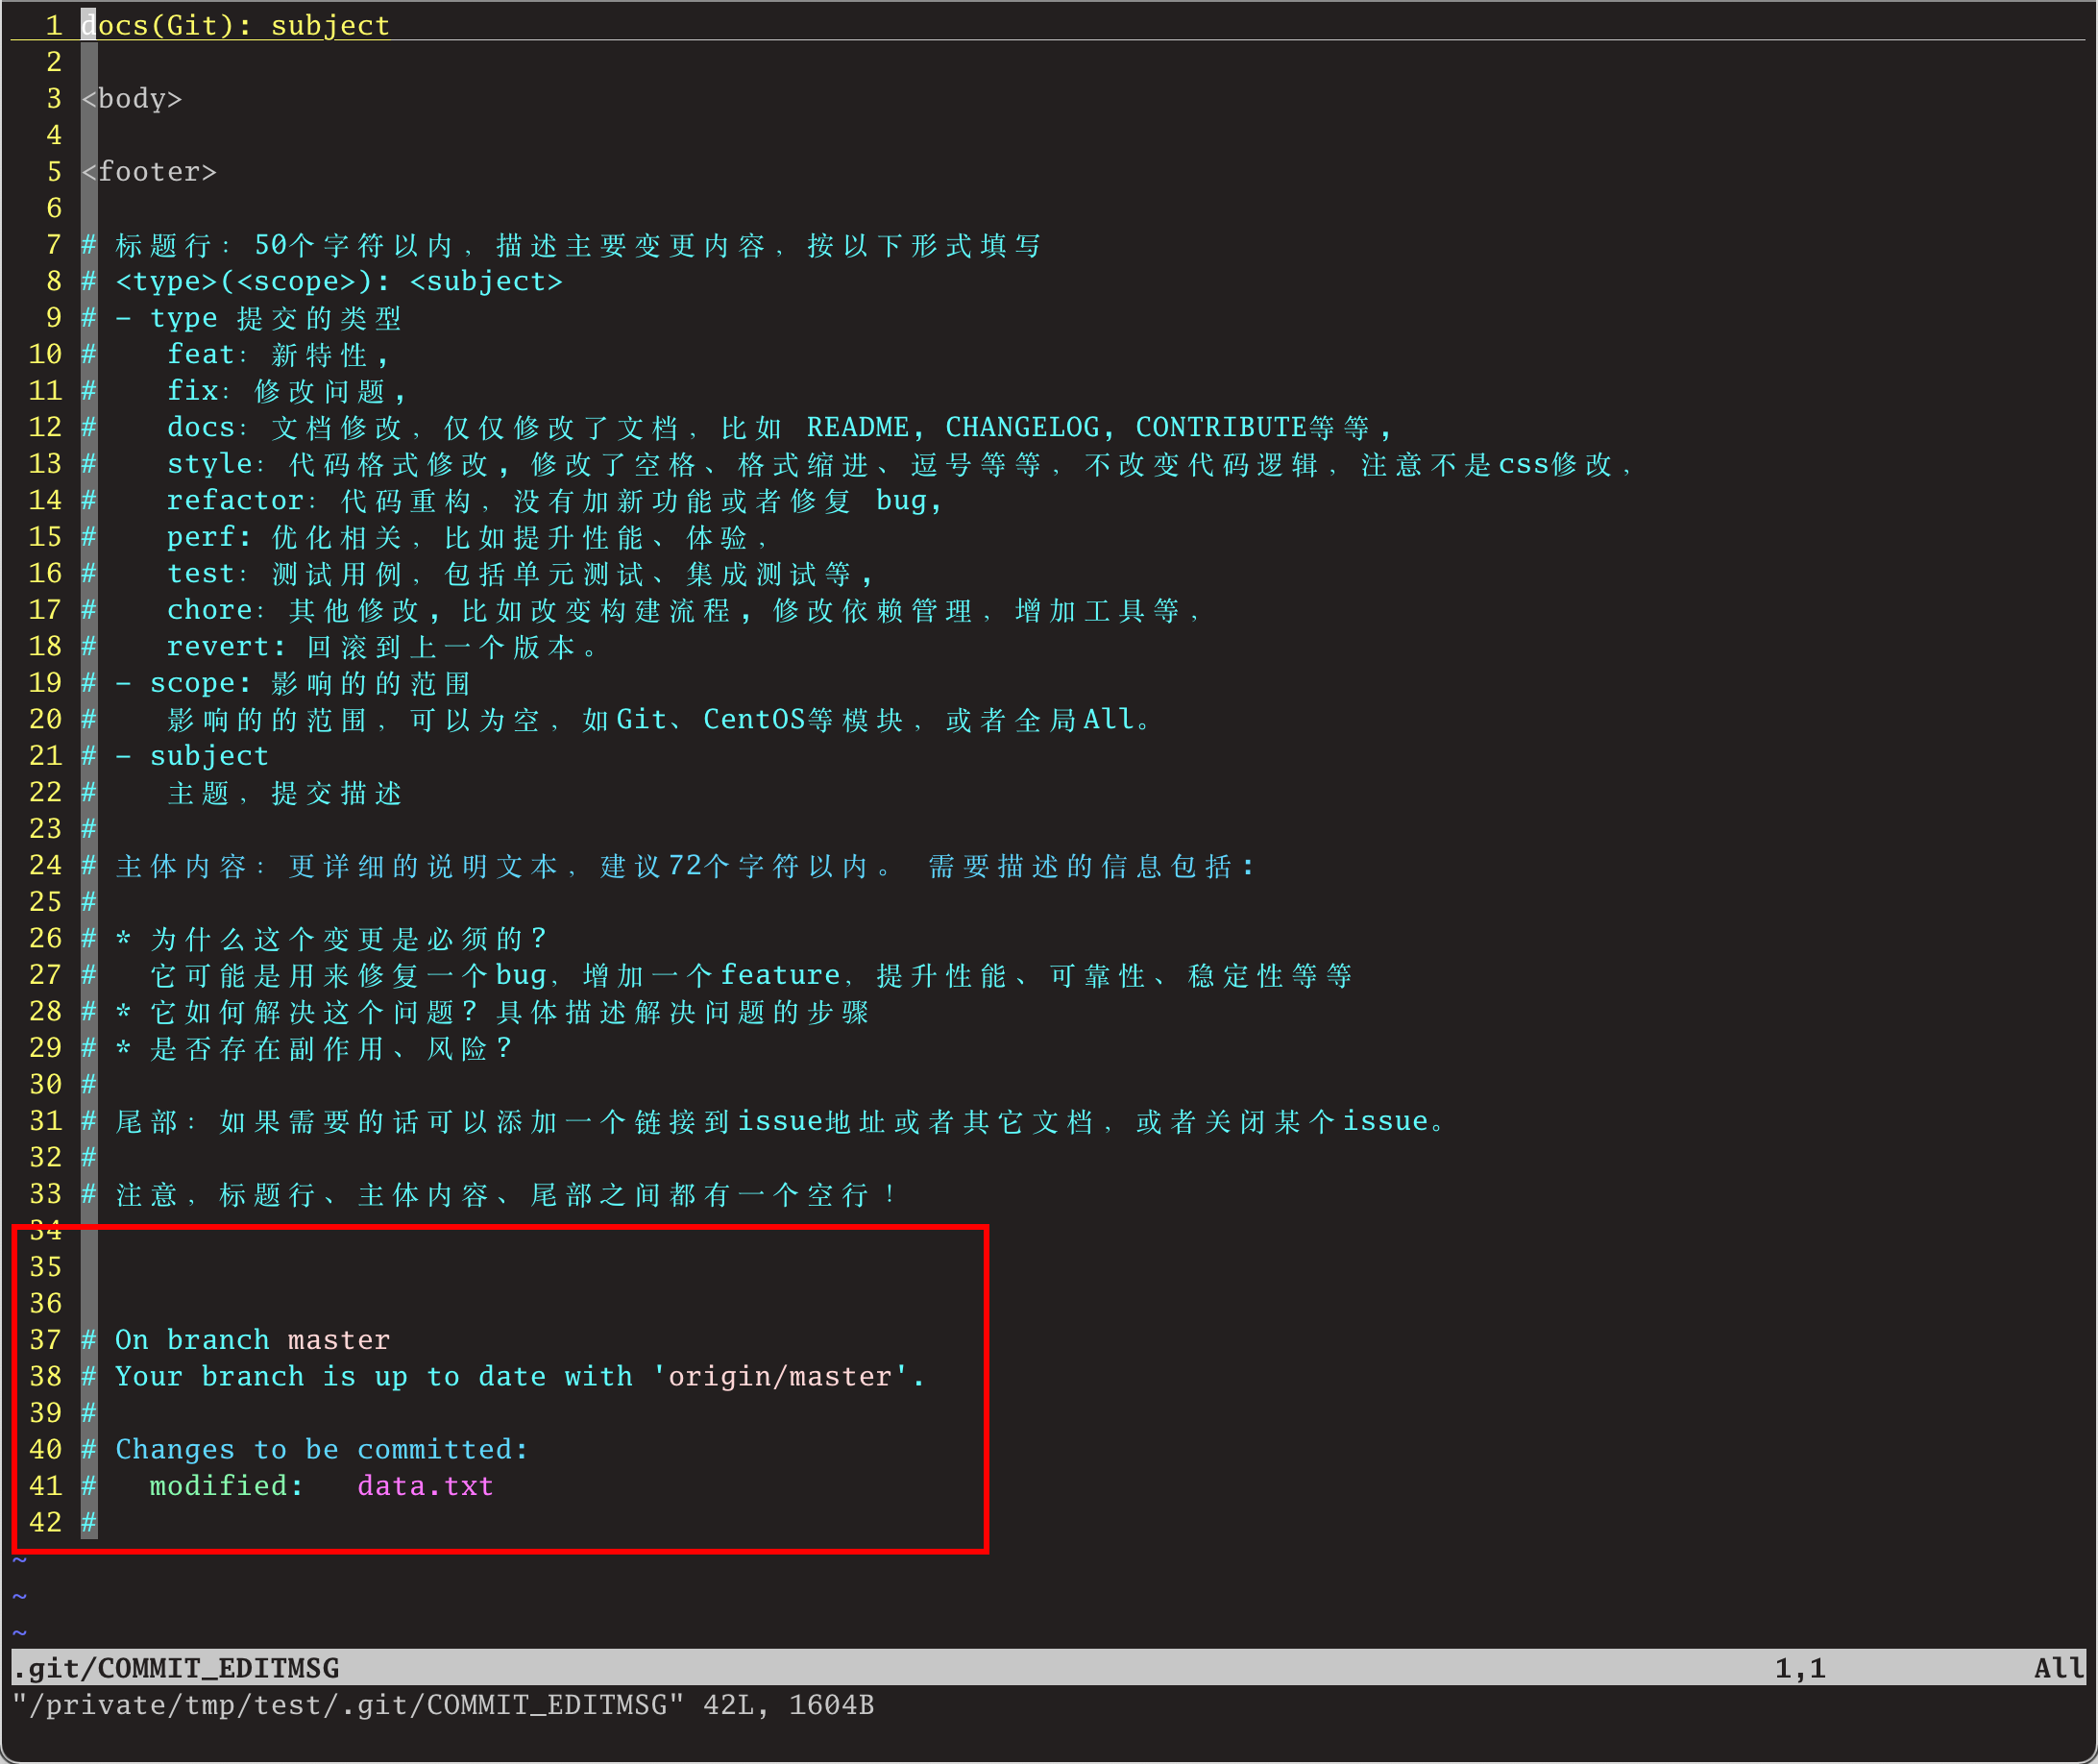 1 docs(Git): subject
2
3 <body>
4
5 <footer>
6
7 # 标题行：50个字符以内，描述主要变更内容，按以下形式填写
8 # <type>(<scope>): <subject>
9 # - type 提交的类型
10 #    feat：新特性,
11 #    fix：修改问题,
12 #    docs：文档修改，仅仅修改了文档，比如 README, CHANGELOG, CONTRIBUTE等等,
13 #    style：代码格式修改, 修改了空格、格式缩进、逗号等等，不改变代码逻辑，注意不是css修改，
14 #    refactor：代码重构，没有加新功能或者修复 bug,
15 #    perf: 优化相关，比如提升性能、体验，
16 #    test：测试用例，包括单元测试、集成测试等,
17 #    chore：其他修改, 比如改变构建流程, 修改依赖管理，增加工具等，
18 #    revert: 回滚到上一个版本。
19 # - scope: 影响的的范围
20 #    影响的的范围，可以为空，如Git、CentOS等模块，或者全局All。
21 # - subject
22 #    主题，提交描述
23 #
24 # 主体内容：更详细的说明文本，建议72个字符以内。 需要描述的信息包括:
25 #
26 # * 为什么这个变更是必须的?
27 #   它可能是用来修复一个bug，增加一个feature，提升性能、可靠性、稳定性等等
28 # * 它如何解决这个问题? 具体描述解决问题的步骤
29 # * 是否存在副作用、风险?
30 #
31 # 尾部：如果需要的话可以添加一个链接到issue地址或者其它文档，或者关闭某个issue。
32 #
33 # 注意，标题行、主体内容、尾部之间都有一个空行！
34
35
36
37 # On branch master
38 # Your branch is up to date with 'origin/master'.
39 #
40 # Changes to be committed:
41 #   modified:   data.txt
42 #
~
~
~
.git/COMMIT_EDITMSG 1,1 All
"/private/tmp/test/.git/COMMIT_EDITMSG" 42L, 1604B